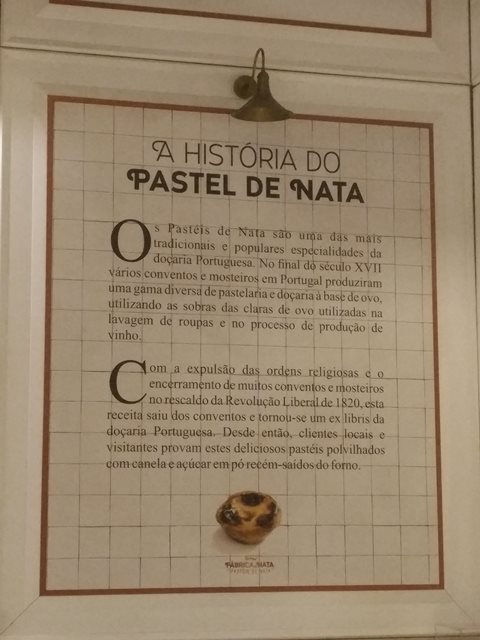 A HISTÓRIA DO
PASTEL DE NATA
Os Pastéis de Nata são uma das mais
tradicionais e populares especialidades da
doçaria Portuguesa. No final do século XVII
vários conventos e mosteiros em Portugal produziram
uma gama diversa de pastelaria e doçaria à base de ovo,
utilizando as sobras das claras de ovo utilizadas na
lavagem de roupas e no processo de produção de
vinho.
Com a expulsão das ordens religiosas e o
encerramento de muitos conventos e mosteiros
no rescaldo da Revolução Liberal de 1820, esta
receita saiu dos conventos e tornou-se um ex libris da
doçaria Portuguesa. Desde então, clientes locais e
visitantes provam estes deliciosos pastéis polvilhados
com canela e açúcar em pó recém-saídos do forno.
FÁBRICA DA NATA
PASTÉIS DE NATA